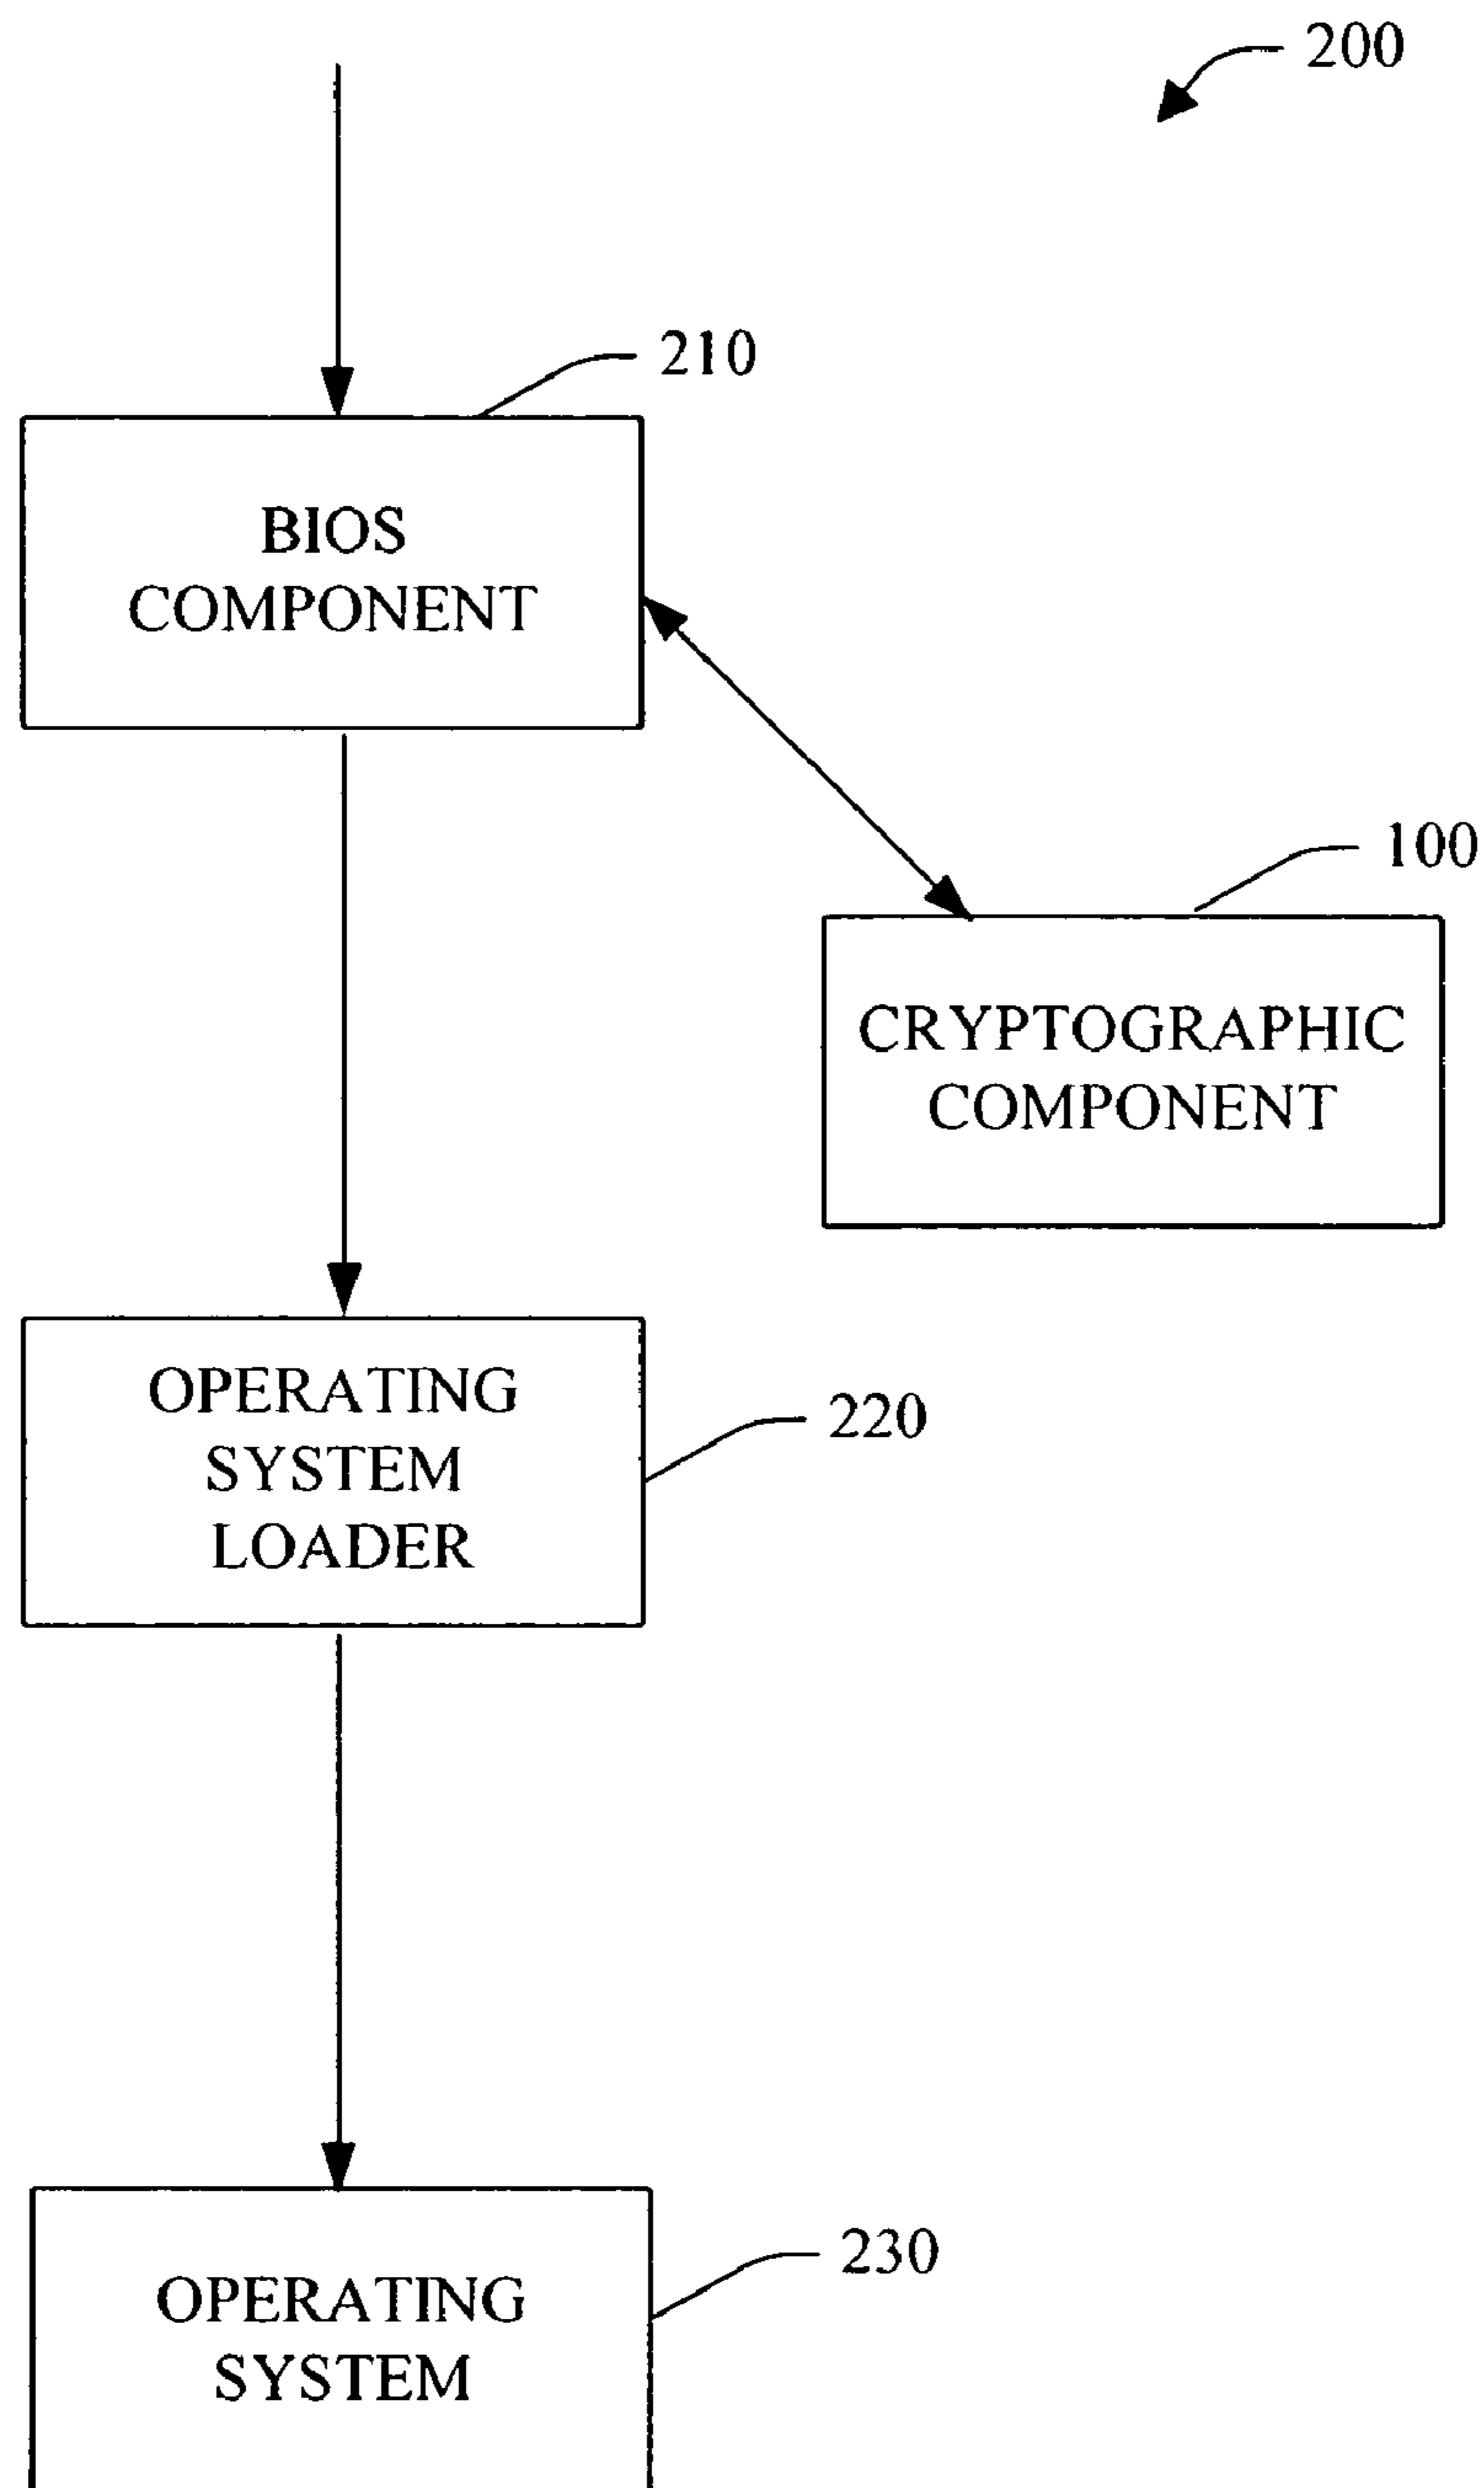 200
210
BIOS
COMPONENT
100
CRYPTOGRAPHIC
COMPONENT
OPERATING
SYSTEM
LOADER
220
230
OPERATING
SYSTEM